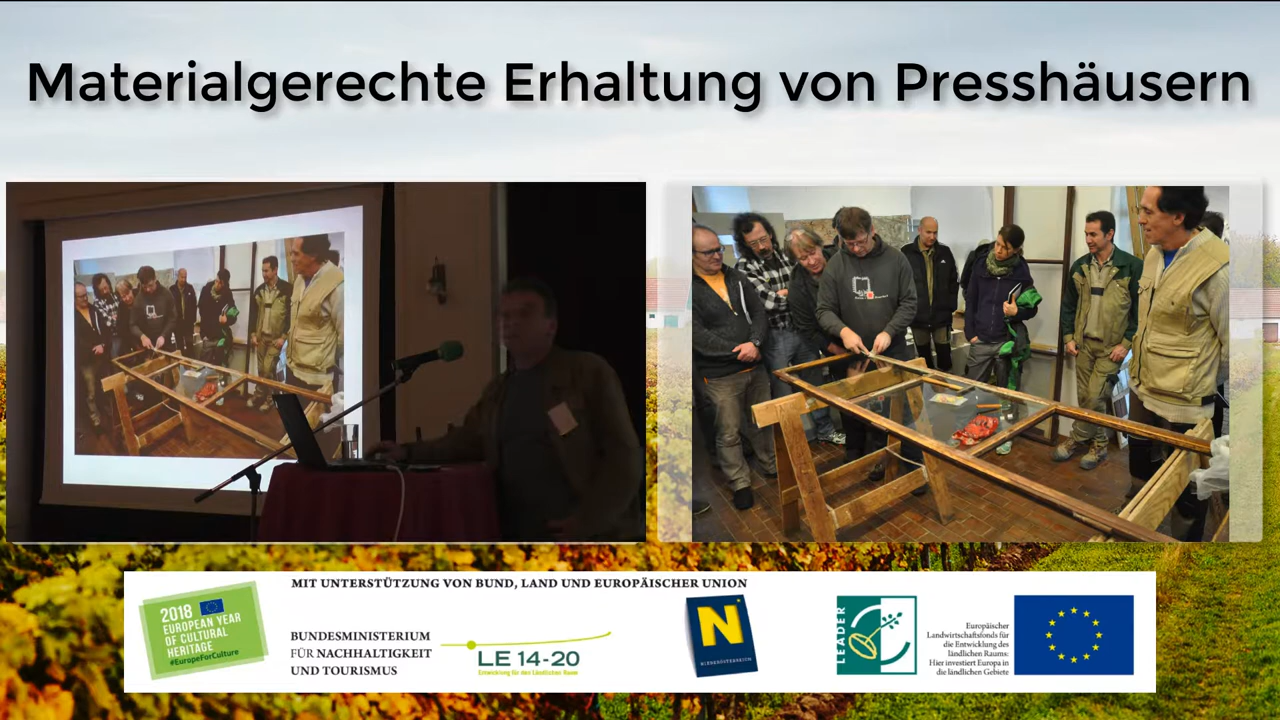 Materialgerechte Erhaltung von Presshäusern
MIT UNTERSTÜTZUNG VON BUND, LAND UND EUROPÄISCHER UNION
2018
EUROPEAN YEAR
OF CULTURAL
HERITAGE
#EuropeForCulture
BUNDESMINISTERIUM
FÜR NACHHALTIGKEIT
UND TOURISMUS
LE 14-20
Entwicklung für den Ländlichen Raum
N
NIEDERÖSTERREICH
LEADER
Europäischer
Landwirtschaftsfonds für
die Entwicklung des
ländlichen Raums:
Hier investiert Europa in
die ländlichen Gebiete